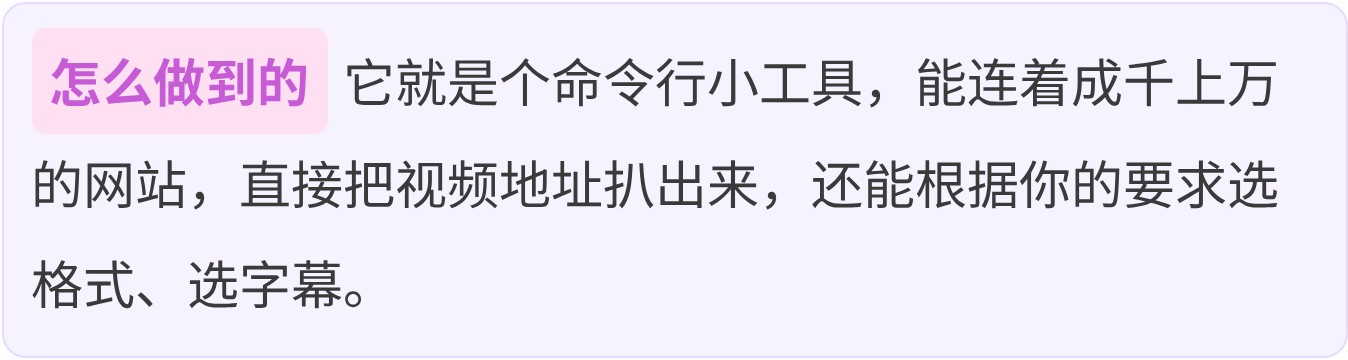 怎么做到的 它就是个命令行小工具，能连着成千上万
的网站，直接把视频地址扒出来，还能根据你的要求选
格式、选字幕。